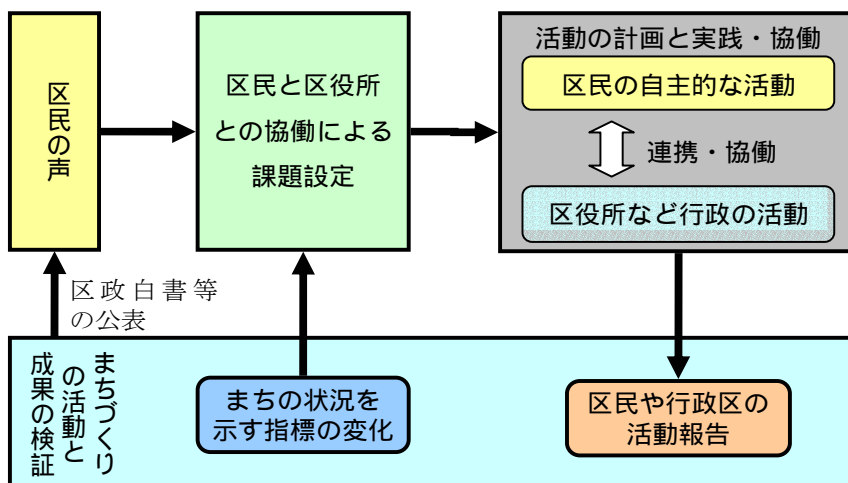 区民の声
区民と区役所
との協働による
課題設定
活動の計画と実践・協働
区民の自主的な活動
連携・協働
区役所など行政の活動
区政白書等
の公表
まちづくり
の活動と
成果の検証
まちの状況を
示す指標の変化
区民や行政区の
活動報告